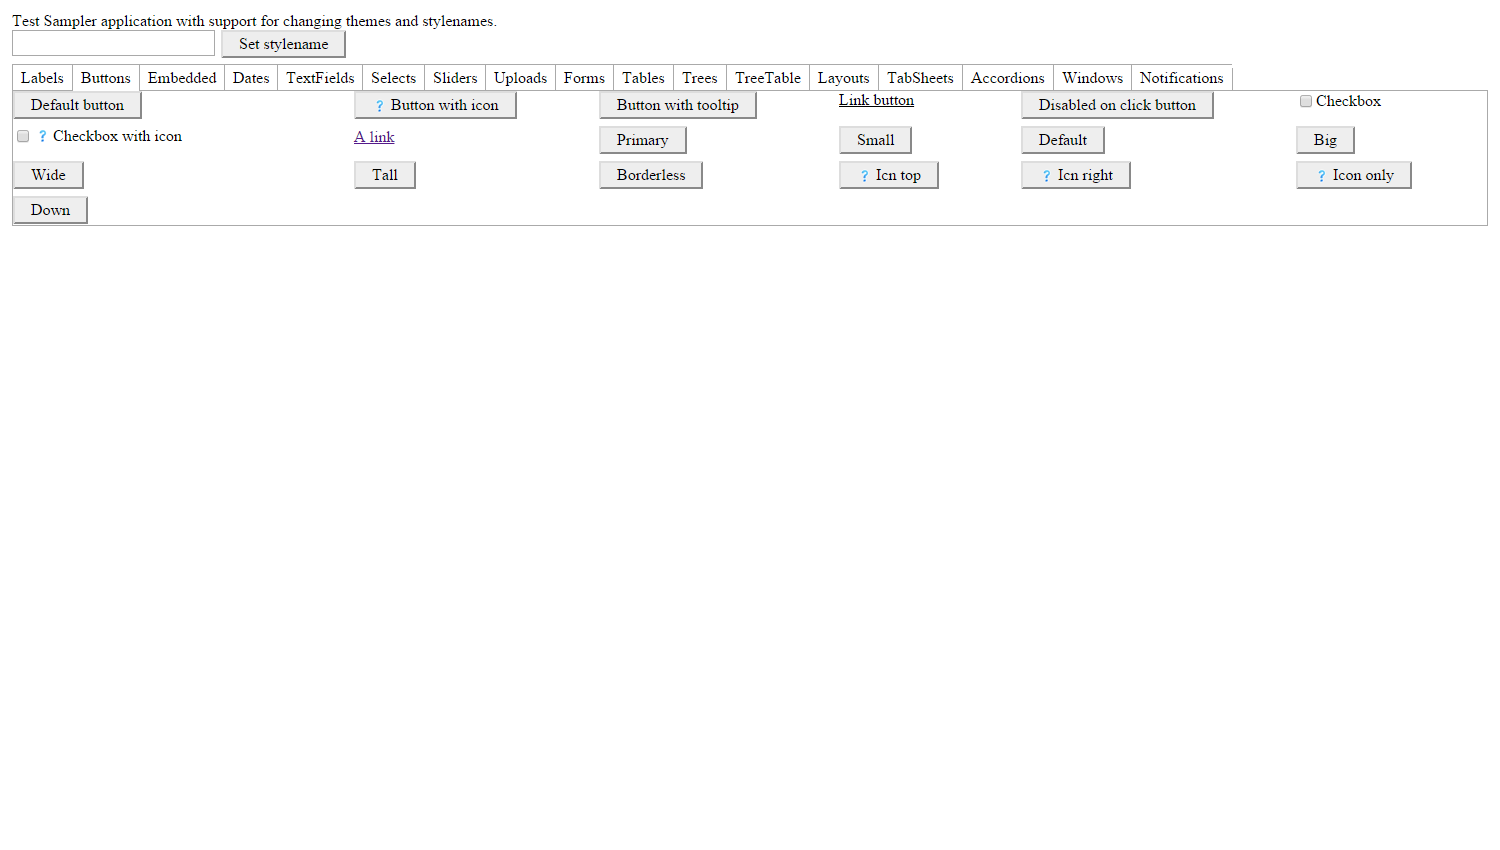 Test Sampler application with support for changing themes and stylenames.
Set stylename
Labels Buttons Embedded Dates TextFields Selects Sliders Uploads Forms Tables Trees TreeTable Layouts TabSheets Accordions Windows Notifications
Default button ? Button with icon Button with tooltip Link button Disabled on click button Checkbox
? Checkbox with icon A link Primary Small Default Big
Wide Tall Borderless ? Icn top ? Icn right ? Icon only
Down